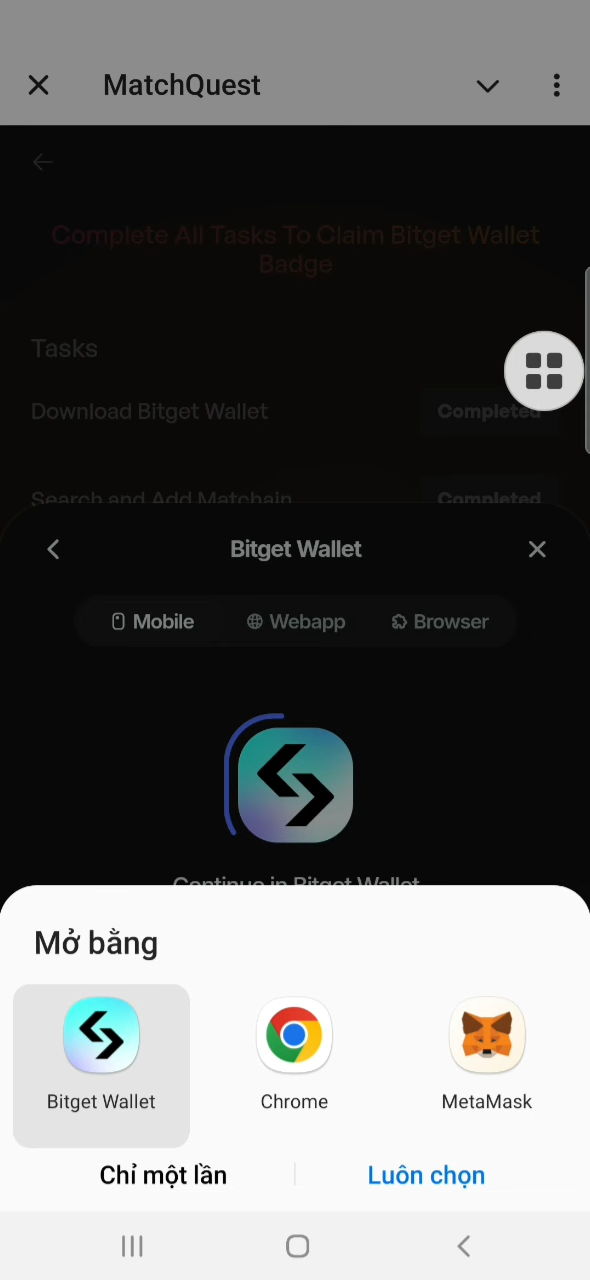 MatchQuest
Complete All Tasks To Claim Bitget Wallet
Badge
Tasks
Download Bitget Wallet
Completed
Search and Add Matchain
Completed
Bitget Wallet
Mobile
Webapp
Browser
Continue in Bitget Wallet
Mở bằng
Bitget Wallet
Chrome
MetaMask
Chỉ một lần
Luôn chọn